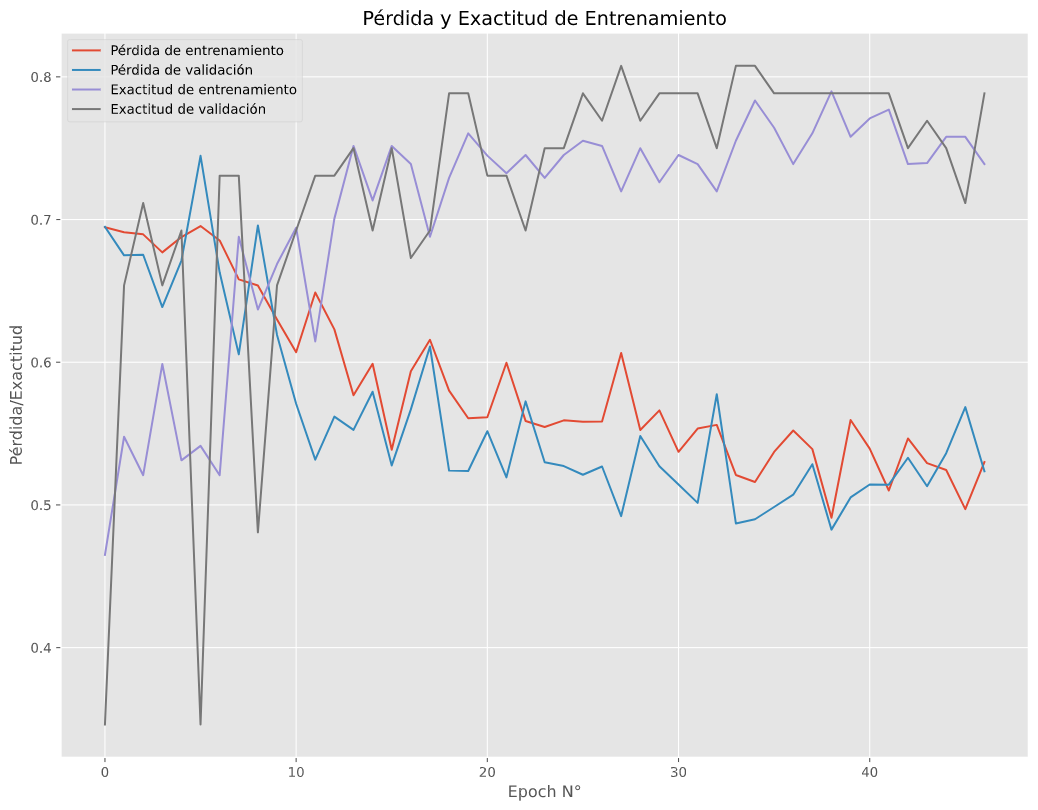 Pérdida y Exactitud de Entrenamiento
Pérdida de entrenamiento
Pérdida de validación
Exactitud de entrenamiento
Exactitud de validación
Pérdida/Exactitud
0.8
0.7
0.6
0.5
0.4
0 10 20 30 40
Epoch N°